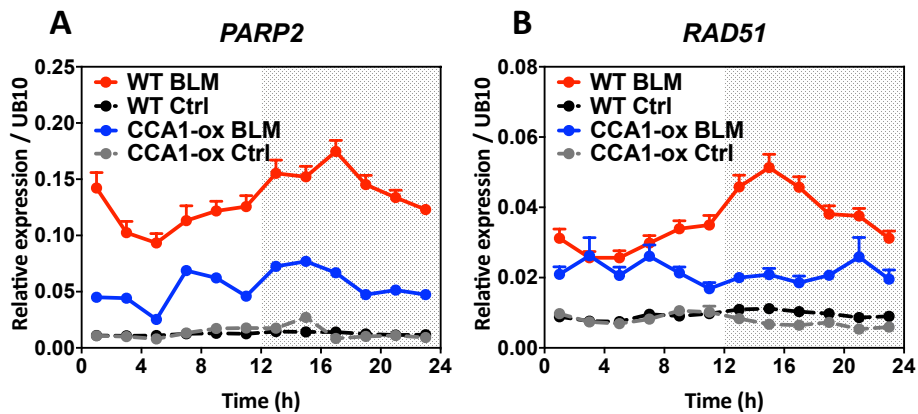 A
PARP2
Relative expression / UB10
0.25
0.20
0.15
0.10
0.05
0.00
WT BLM
WT Ctrl
CCA1-ox BLM
CCA1-ox Ctrl
0 4 8 12 16 20 24
Time (h)
B
RAD51
Relative expression / UB10
0.08
0.06
0.04
0.02
0.00
WT BLM
WT Ctrl
CCA1-ox BLM
CCA1-ox Ctrl
0 4 8 12 16 20 24
Time (h)